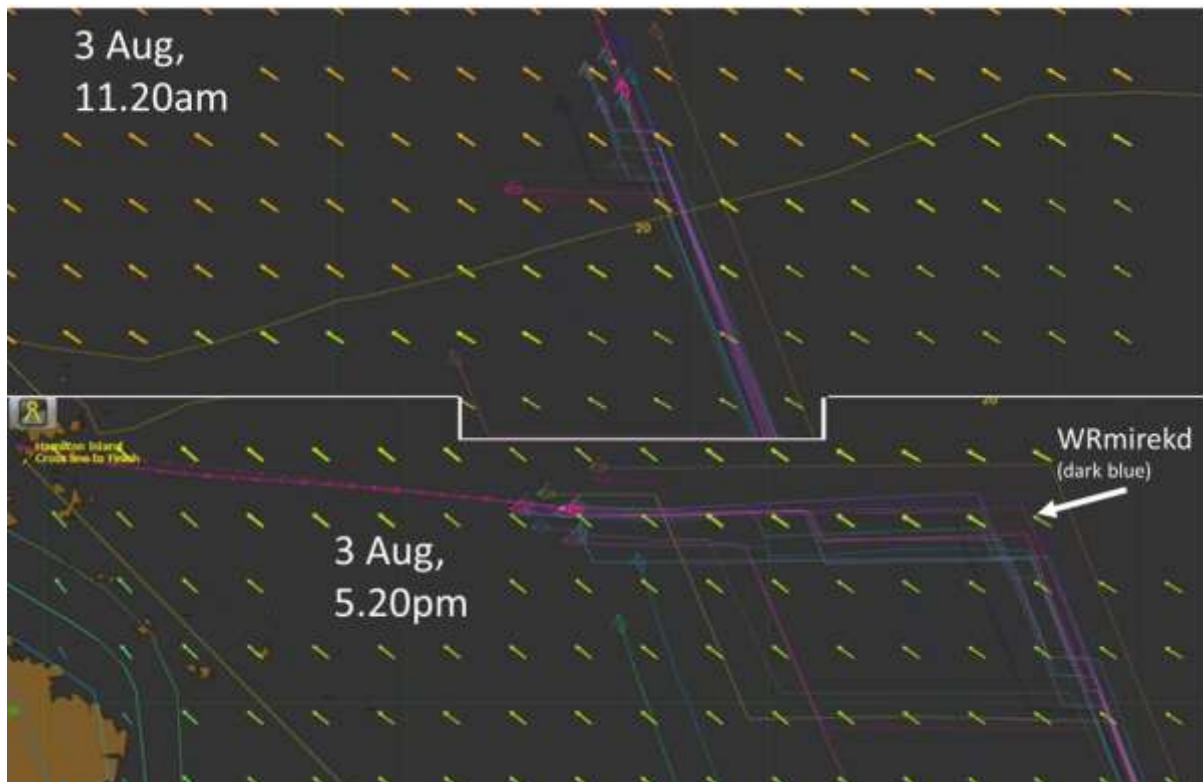 3 Aug,
11.20am
20
20
Hamilton Island
Cross line to Finish
WRmirekd
(dark blue)
3 Aug,
5.20pm